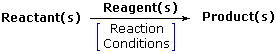 Reagent(s)
Reactant(s) Product(s)
Reaction
Conditions